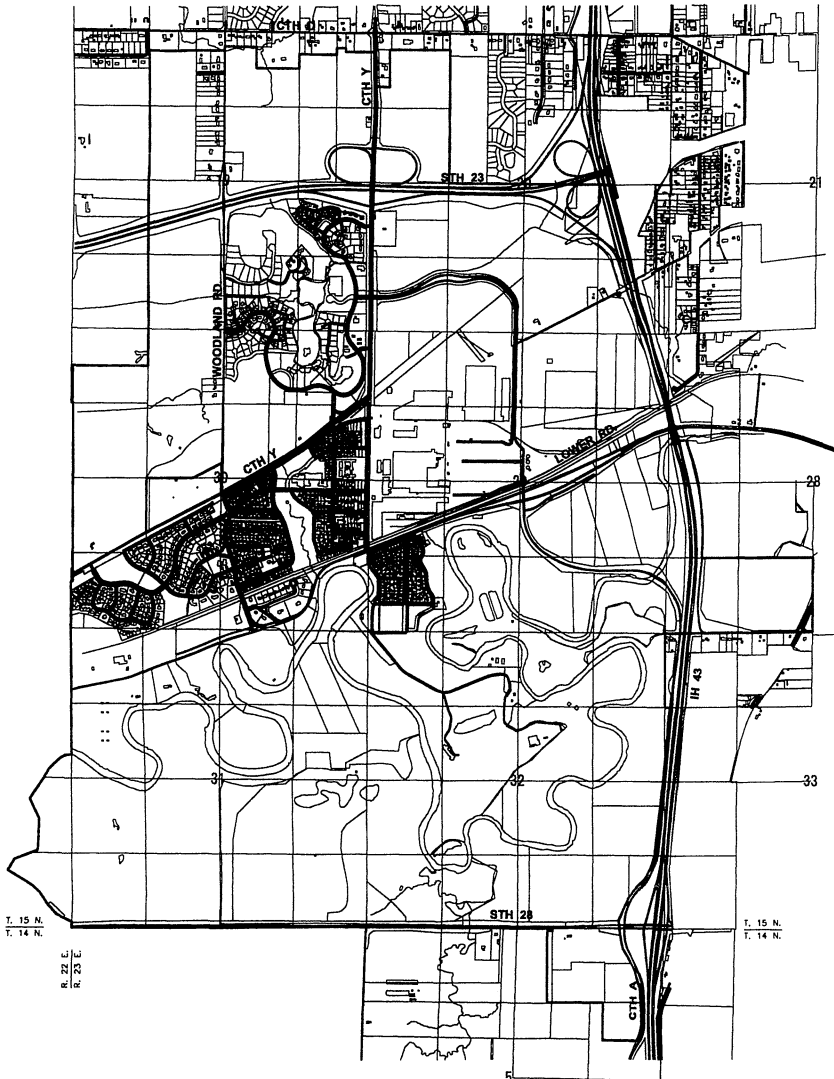 CTH C
CTH Y
STH 23
21
WOODLAND RD
CTH Y
LOWER RD.
30
28
IH 43
31
32
33
STH 28
T. 15 N.
T. 14 N.
T. 15 N.
T. 14 N.
R. 22 E.
R. 23 E.
CTH A
5